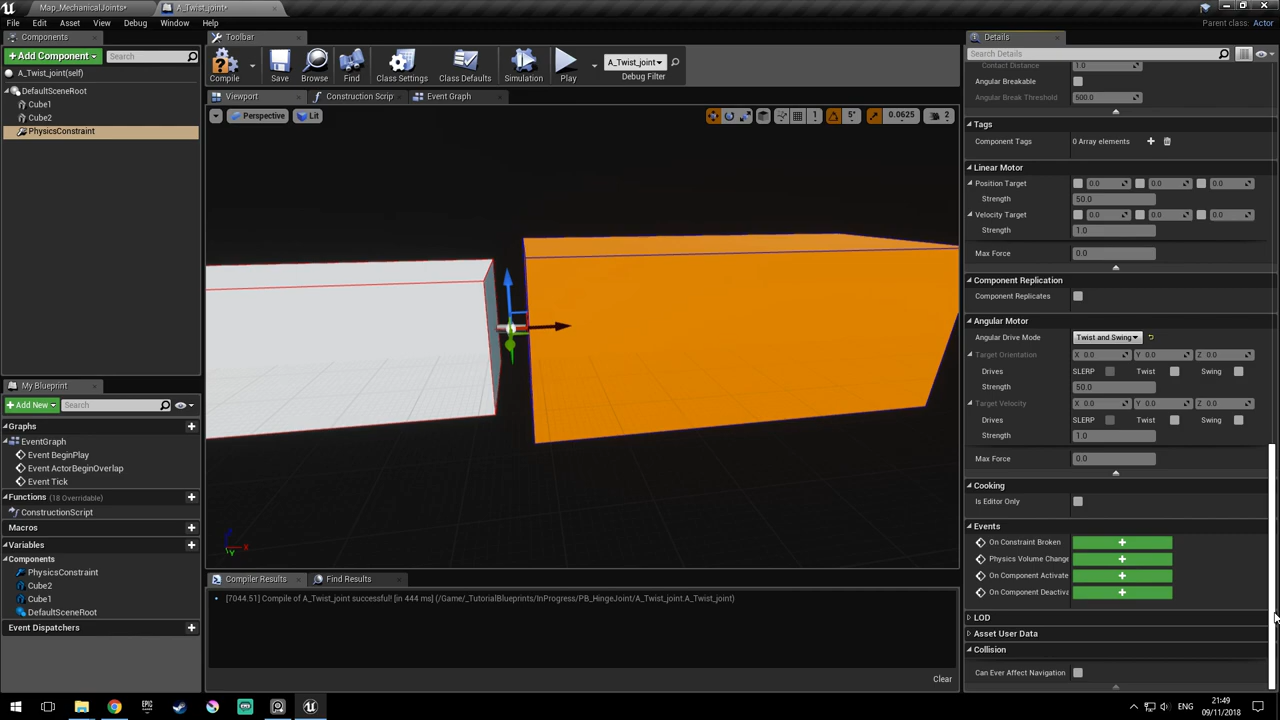 Map_MechanicalJoints*
A_Twist_joint*
File Edit Asset View Debug Window Help
Parent class: Actor
Components
+ Add Component
Search
A_Twist_joint(self)
DefaultSceneRoot
Cube1
Cube2
PhysicsConstraint
My Blueprint
+ Add New
Search
Graphs
EventGraph
Event BeginPlay
Event ActorBeginOverlap
Event Tick
Functions (18 Overridable)
ConstructionScript
Macros
Variables
Components
PhysicsConstraint
Cube2
Cube1
DefaultSceneRoot
Event Dispatchers
Toolbar
Compile
Save
Browse
Find
Class Settings
Class Defaults
Simulation
Play
A_Twist_joint
Debug Filter
Viewport
Construction Scrip
Event Graph
Perspective
Lit
1
5°
0.0625
2
X
Y
Compiler Results
Find Results
[7044.51] Compile of A_Twist_joint successful! [in 444 ms] (/Game/_TutorialBlueprints/InProgress/PB_HingeJoint/A_Twist_joint.A_Twist_joint)
Clear
Details
Search Details
Contact Distance 1.0
Angular Breakable
Angular Break Threshold 500.0
Tags
Component Tags 0 Array elements
Linear Motor
Position Target 0.0 0.0 0.0
Strength 50.0
Velocity Target 0.0 0.0 0.0
Strength 1.0
Max Force 0.0
Component Replication
Component Replicates
Angular Motor
Angular Drive Mode Twist and Swing
Target Orientation X 0.0 Y 0.0 Z 0.0
Drives SLERP Twist Swing
Strength 50.0
Target Velocity X 0.0 Y 0.0 Z 0.0
Drives SLERP Twist Swing
Strength 1.0
Max Force 0.0
Cooking
Is Editor Only
Events
On Constraint Broken
Physics Volume Change
On Component Activate
On Component Deactiva
LOD
Asset User Data
Collision
Can Ever Affect Navigation
ENG
21:49
09/11/2018